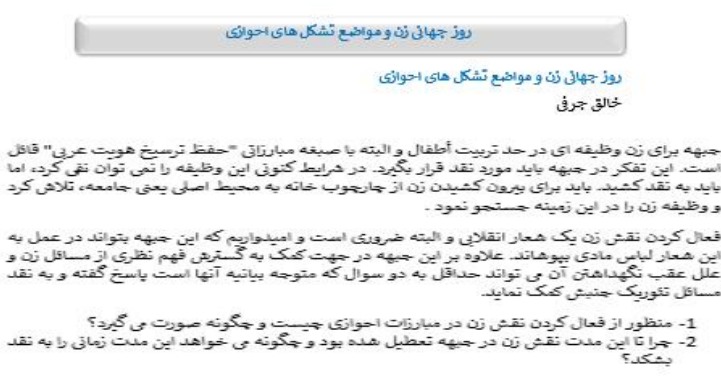 روز جهانی زن و مواضع تشکل های احوازی
روز جهانی زن و مواضع تشکل های احوازی
خالق جرفی
جبهه برای زن وظیفه ای در حد تربیت أطفال و البته با صبغه مبارزاتی "حفظ ترسیخ هویت عربی" قائل
است. این تفکر در جبهه باید مورد نقد قرار بگیرد. در شرایط کنونی این وظیفه را نمی توان نفی کرد، اما
باید به نقد کشید. باید برای بیرون کشیدن زن از چارچوب خانه به محیط اصلی یعنی جامعه، تلاش کرد
و وظیفه زن را در این زمینه جستجو نمود .
فعال کردن نقش زن یک شعار انقلابی و البته ضروری است و امیدواریم که این جبهه بتواند در عمل به
این شعار لباس مادی بپوشاند. علاوه بر این جبهه در جهت کمک به گسترش فهم نظری از مسائل زن و
علل عقب نگهداشتن آن می تواند حداقل به دو سوال که متوجه بیانیه آنها است پاسخ گفته و به نقد
مسائل تئوریک جنبش کمک نماید.
1- منظور از فعال کردن نقش زن در مبارزات احوازی چیست و چگونه صورت می گیرد؟
2- چرا تا این مدت نقش زن در جبهه تعطیل شده بود و چگونه می خواهد این مدت زمانی را به نقد
بشکد؟